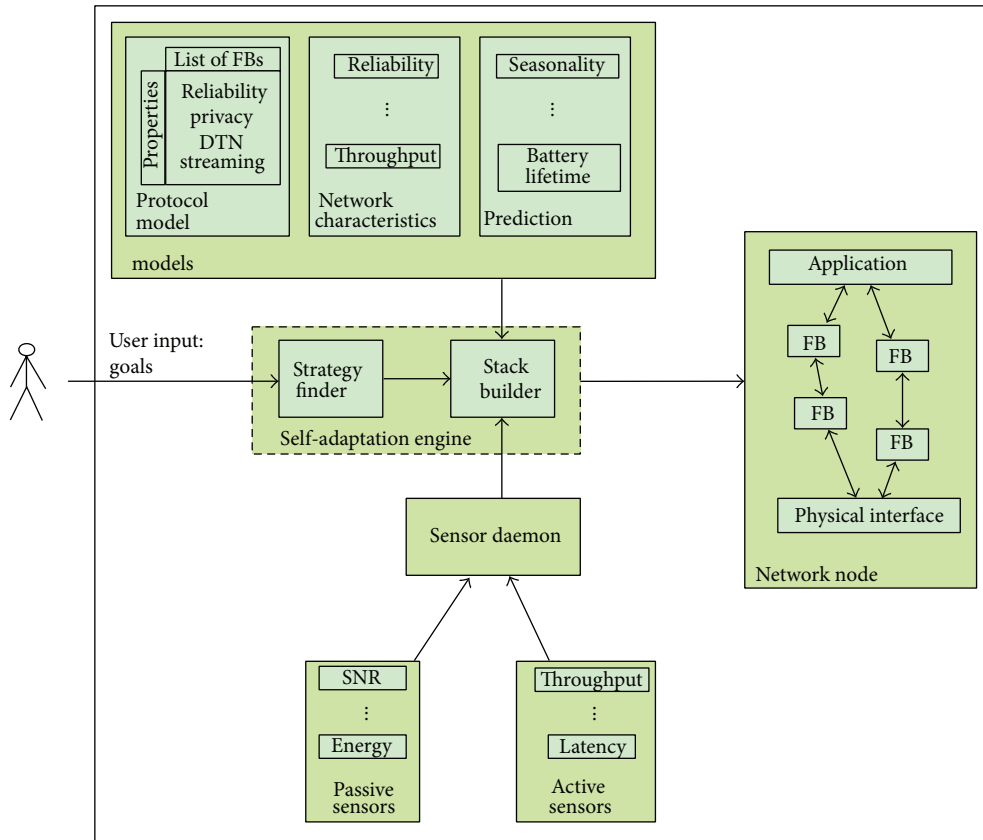 List of FBs
Properties
Reliability
privacy
DTN
streaming
Protocol
model
Reliability
⋮
Throughput
Network
characteristics
Seasonality
⋮
Battery
lifetime
Prediction
models
User input:
goals
Strategy
finder
Stack
builder
Self-adaptation engine
Sensor daemon
SNR
⋮
Energy
Passive
sensors
Throughput
⋮
Latency
Active
sensors
Application
FB
FB
FB
FB
Physical interface
Network node